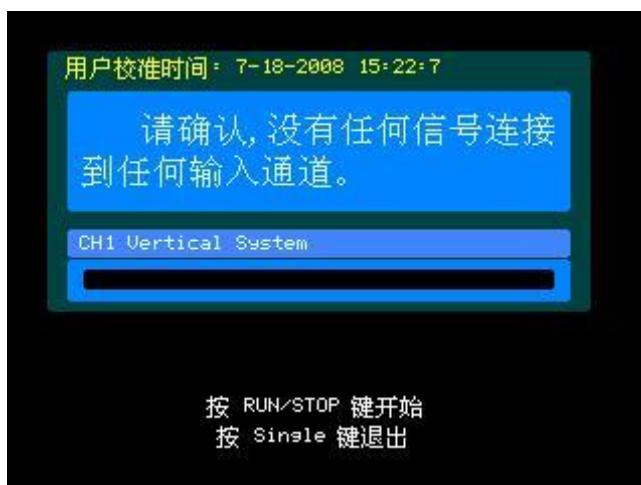 用户校准时间: 7-18-2008 15:22:7
请确认,没有任何信号连接
到任何输入通道。
CH1 Vertical System
按 RUN/STOP 键开始
按 Single 键退出